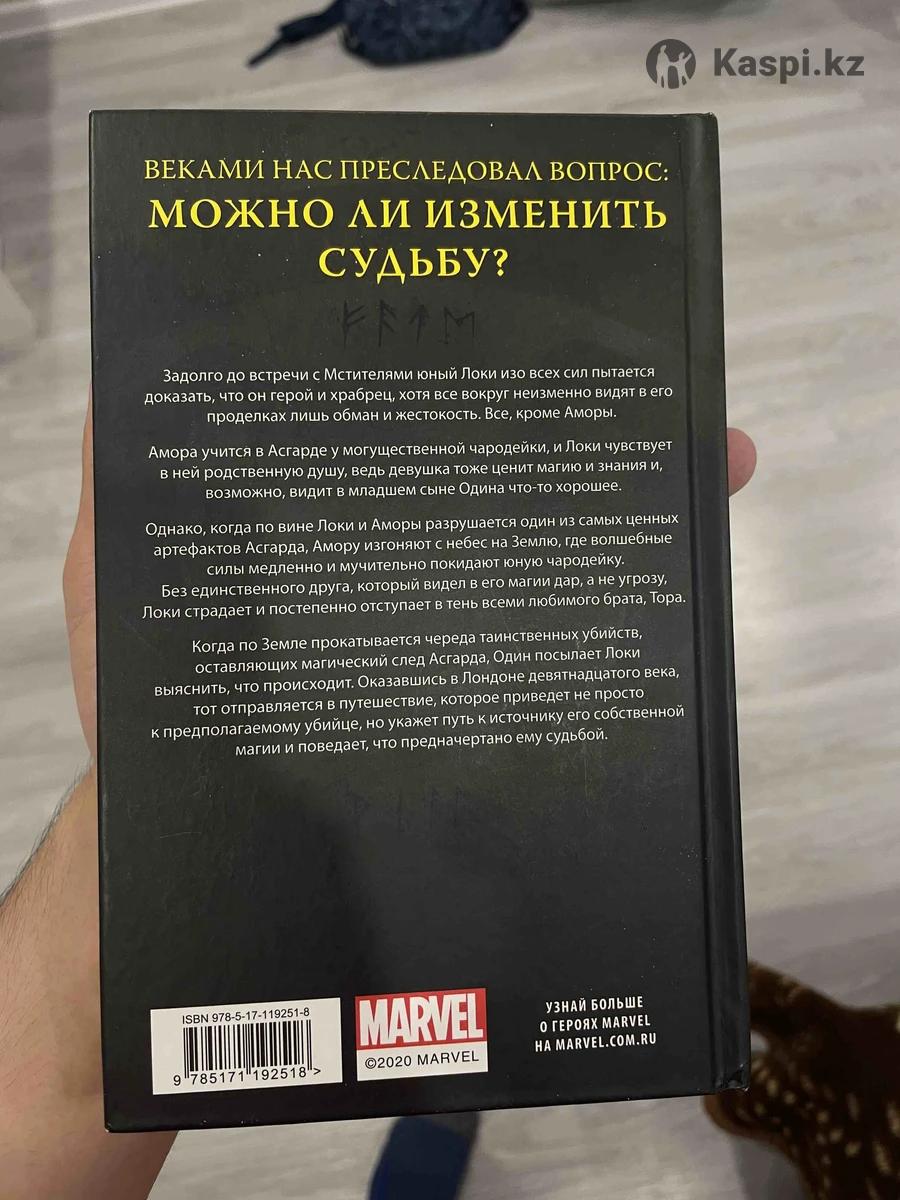 Kaspi.kz
ВЕКАМИ НАС ПРЕСЛЕДОВАЛ ВОПРОС:
МОЖНО ЛИ ИЗМЕНИТЬ
СУДЬБУ?
ᚠᚨᛏᛖ
Задолго до встречи с Мстителями юный Локи изо всех сил пытается
доказать, что он герой и храбрец, хотя все вокруг неизменно видят в его
проделках лишь обман и жестокость. Все, кроме Аморы.
Амора учится в Асгарде у могущественной чародейки, и Локи чувствует
в ней родственную душу, ведь девушка тоже ценит магию и знания и,
возможно, видит в младшем сыне Одина что-то хорошее.
Однако, когда по вине Локи и Аморы разрушается один из самых ценных
артефактов Асгарда, Амору изгоняют с небес на Землю, где волшебные
силы медленно и мучительно покидают юную чародейку.
Без единственного друга, который видел в его магии дар, а не угрозу,
Локи страдает и постепенно отступает в тень всеми любимого брата, Тора.
Когда по Земле прокатывается череда таинственных убийств,
оставляющих магический след Асгарда, Один посылает Локи
выяснить, что происходит. Оказавшись в Лондоне девятнадцатого века,
тот отправляется в путешествие, которое приведет не просто
к предполагаемому убийце, но укажет путь к источнику его собственной
магии и поведает, что предначертано ему судьбой.
ISBN 978-5-17-119251-8
9 785171 192518 >
MARVEL
©2020 MARVEL
УЗНАЙ БОЛЬШЕ
О ГЕРОЯХ MARVEL
НА MARVEL.COM.RU